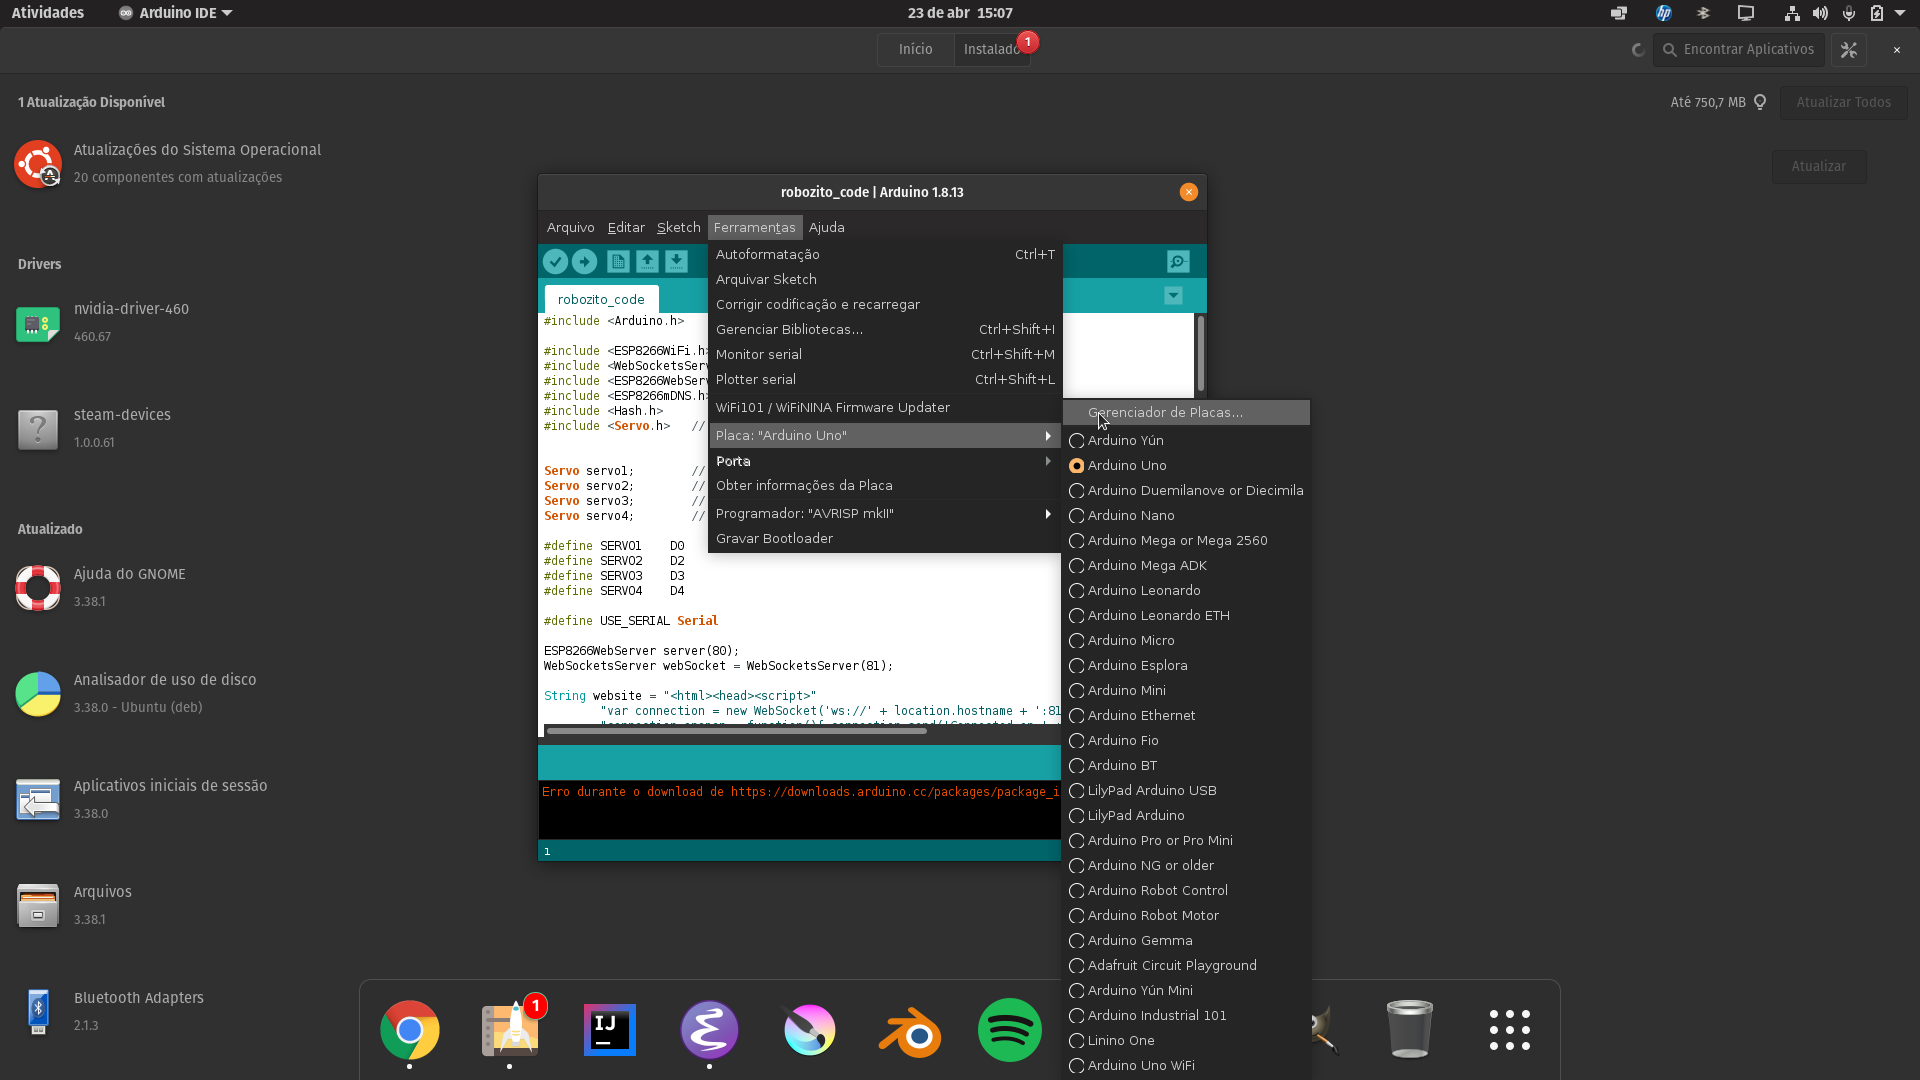 Atividades
Arduino IDE
23 de abr 15:07
Início
Instalado
1
Encontrar Aplicativos
1 Atualização Disponível
Até 750,7 MB
Atualizar Todos
Atualizações do Sistema Operacional
20 componentes com atualizações
Atualizar
Drivers
nvidia-driver-460
460.67
steam-devices
1.0.0.61
Atualizado
Ajuda do GNOME
3.38.1
Analisador de uso de disco
3.38.0 - Ubuntu (deb)
Aplicativos iniciais de sessão
3.38.0
Arquivos
3.38.1
Bluetooth Adapters
2.1.3
robozito_code | Arduino 1.8.13
Arquivo Editar Sketch Ferramentas Ajuda
robozito_code
#include <Arduino.h>
#include <ESP8266WiFi.h>
#include <WebSocketsServ
#include <ESP8266WebServ
#include <ESP8266mDNS.h>
#include <Hash.h>
#include <Servo.h> //
Servo servo1; //
Servo servo2; //
Servo servo3; //
Servo servo4; //
#define SERVO1 D0
#define SERVO2 D2
#define SERVO3 D3
#define SERVO4 D4
#define USE_SERIAL Serial
ESP8266WebServer server(80);
WebSocketsServer webSocket = WebSocketsServer(81);
String website = "<html><head><script>"
"var connection = new WebSocket('ws://' + location.hostname + ':81
Erro durante o download de https://downloads.arduino.cc/packages/package_i
1
Autoformatação Ctrl+T
Arquivar Sketch
Corrigir codificação e recarregar
Gerenciar Bibliotecas... Ctrl+Shift+I
Monitor serial Ctrl+Shift+M
Plotter serial Ctrl+Shift+L
WiFi101 / WiFiNINA Firmware Updater
Placa: "Arduino Uno"
Porta
Obter informações da Placa
Programador: "AVRISP mkII"
Gravar Bootloader
Gerenciador de Placas...
Arduino Yún
Arduino Uno
Arduino Duemilanove or Diecimila
Arduino Nano
Arduino Mega or Mega 2560
Arduino Mega ADK
Arduino Leonardo
Arduino Leonardo ETH
Arduino Micro
Arduino Esplora
Arduino Mini
Arduino Ethernet
Arduino Fio
Arduino BT
LilyPad Arduino USB
LilyPad Arduino
Arduino Pro or Pro Mini
Arduino NG or older
Arduino Robot Control
Arduino Robot Motor
Arduino Gemma
Adafruit Circuit Playground
Arduino Yún Mini
Arduino Industrial 101
Linino One
Arduino Uno WiFi
1
IJ